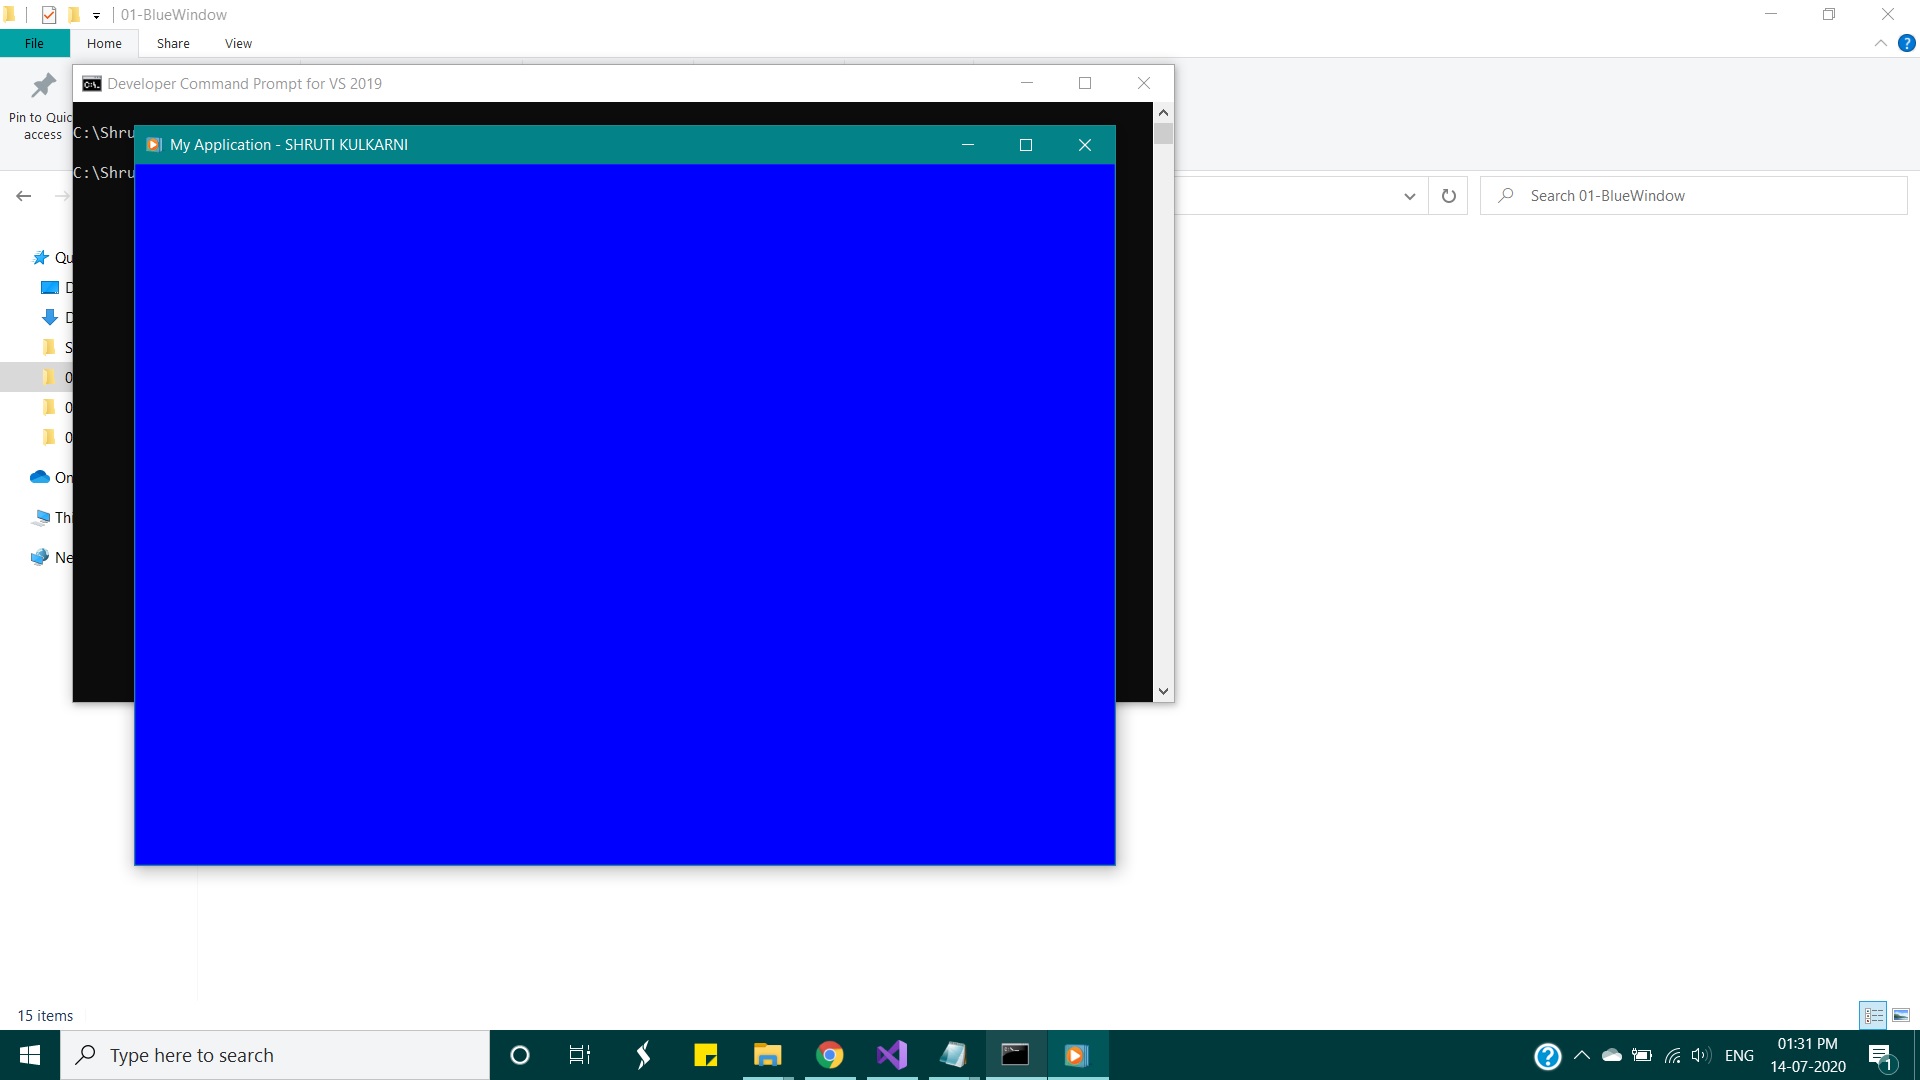 01-BlueWindow
File Home Share View
Developer Command Prompt for VS 2019
Pin to Quic
access
C:\Shru
My Application - SHRUTI KULKARNI
C:\Shru
Search 01-BlueWindow
Qu
D
D
S
0
0
0
On
Thi
Ne
15 items
Type here to search
ENG
01:31 PM
14-07-2020
1